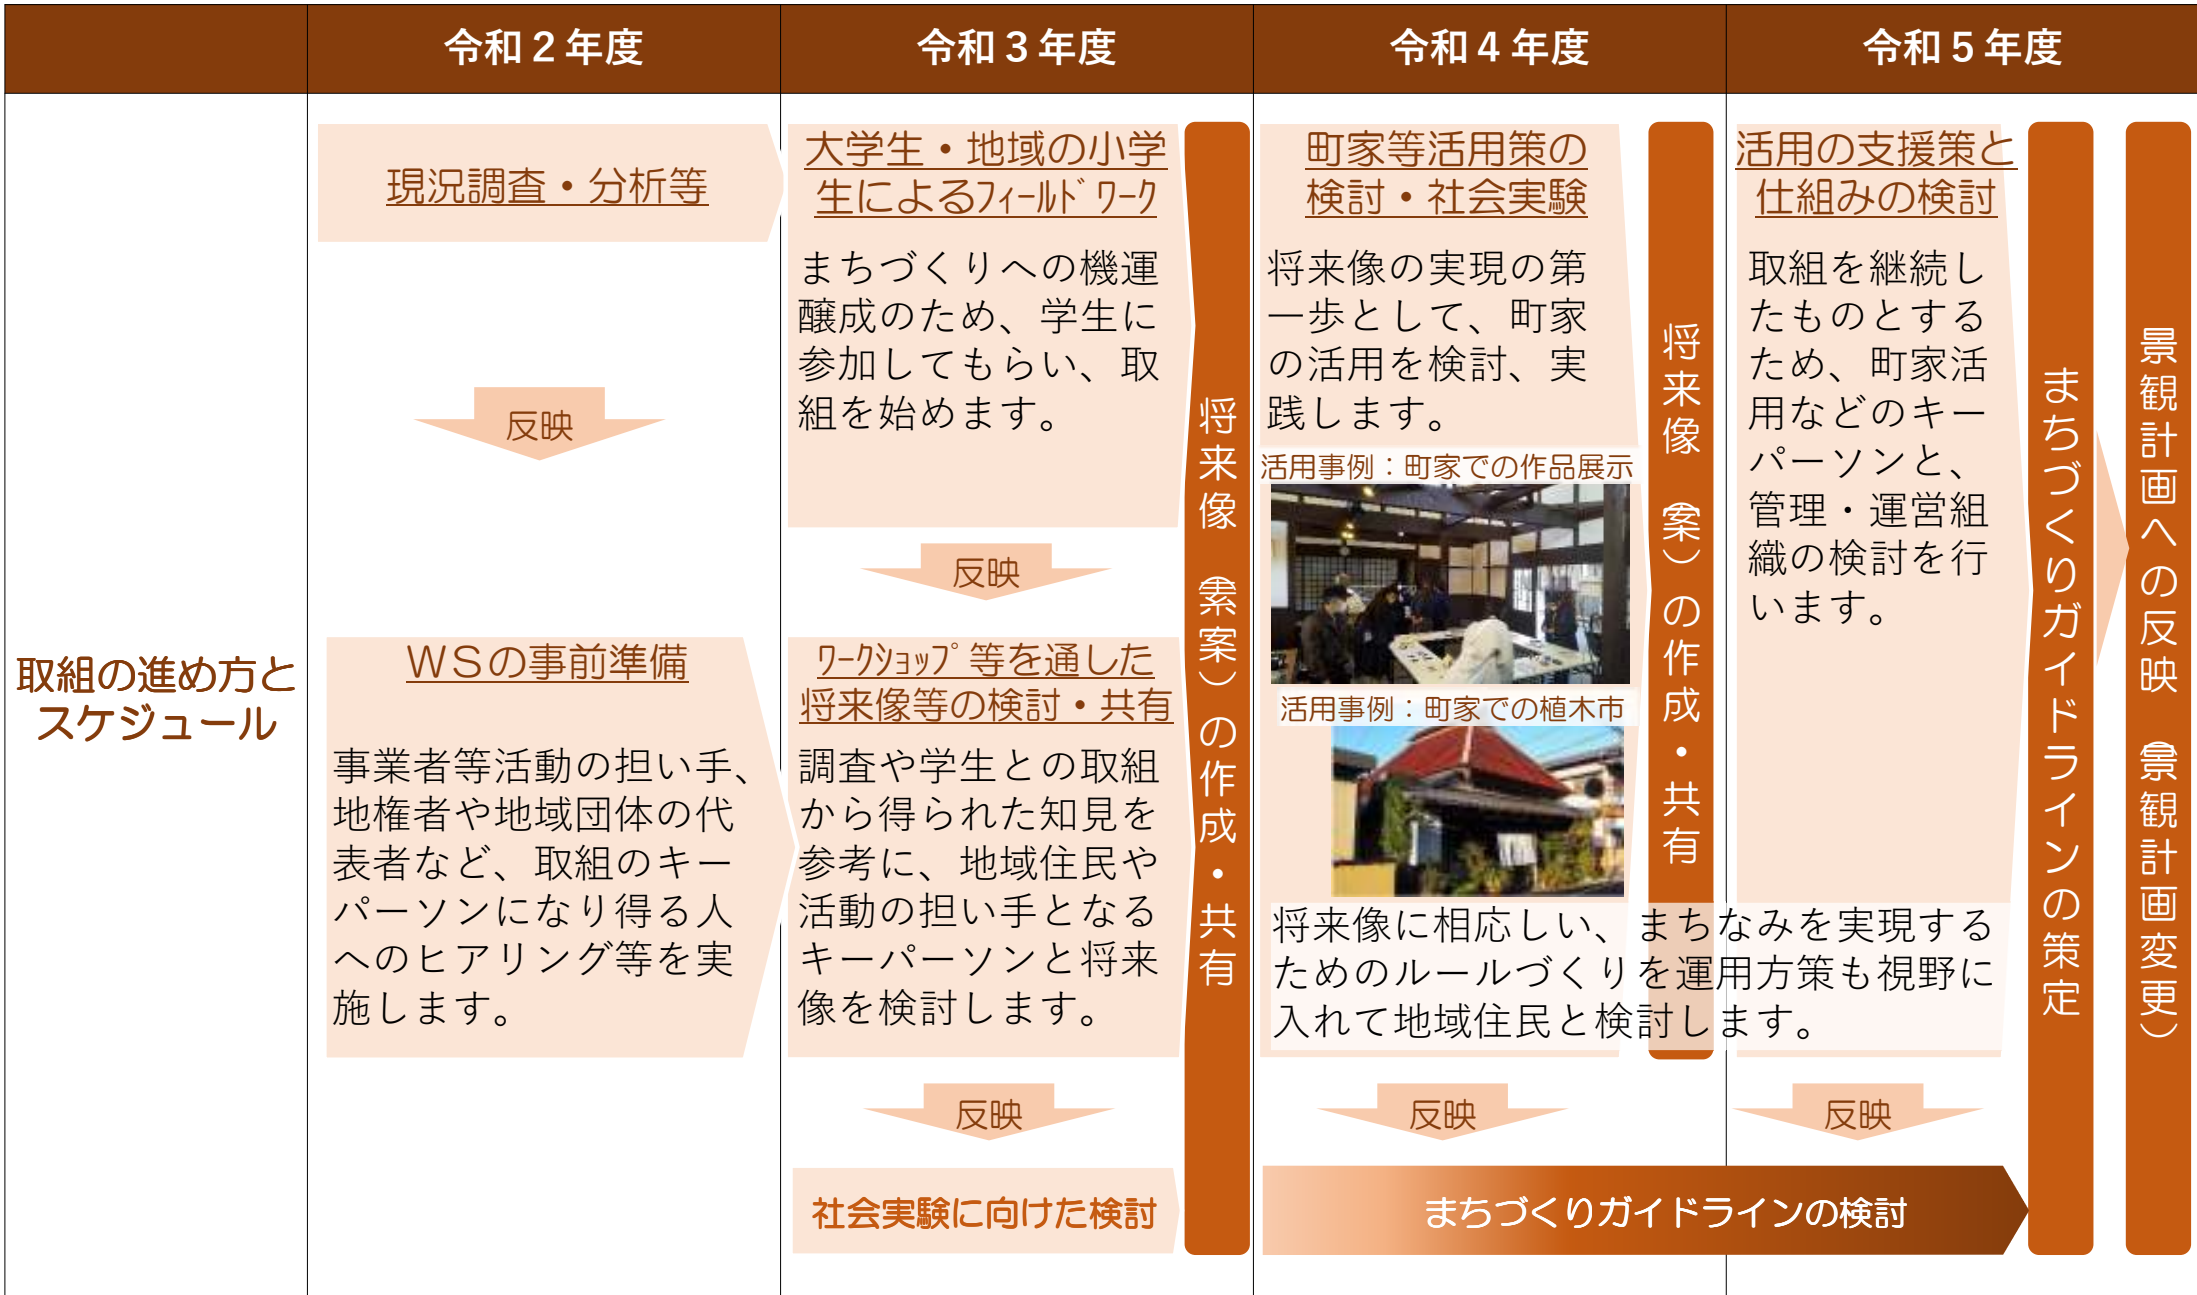 令和２年度
令和３年度
令和４年度
令和５年度
取組の進め方と
スケジュール
現況調査・分析等
反映
WSの事前準備
事業者等活動の担い手、
地権者や地域団体の代
表者など、取組のキー
パーソンになり得る人
へのヒアリング等を実
施します。
大学生・地域の小学
生によるﾌｨｰﾙﾄﾞﾜｰｸ
まちづくりへの機運
醸成のため、学生に
参加してもらい、取
組を始めます。
反映
ﾜｰｸｼｮｯﾌﾟ等を通した
将来像等の検討・共有
調査や学生との取組
から得られた知見を
参考に、地域住民や
活動の担い手となる
キーパーソンと将来
像を検討します。
反映
社会実験に向けた検討
将来像（素案）の作成・共有
町家等活用策の
検討・社会実験
将来像の実現の第
一歩として、町家
の活用を検討、実
践します。
活用事例：町家での作品展示
活用事例：町家での植木市
将来像（案）の作成・共有
活用の支援策と
仕組みの検討
取組を継続し
たものとする
ため、町家活
用などのキー
パーソンと、
管理・運営組
織の検討を行
います。
将来像に相応しい、まちなみを実現する
ためのルールづくりを運用方策も視野に
入れて地域住民と検討します。
反映
反映
まちづくりガイドラインの検討
まちづくりガイドラインの策定
景観計画への反映（景観計画変更）